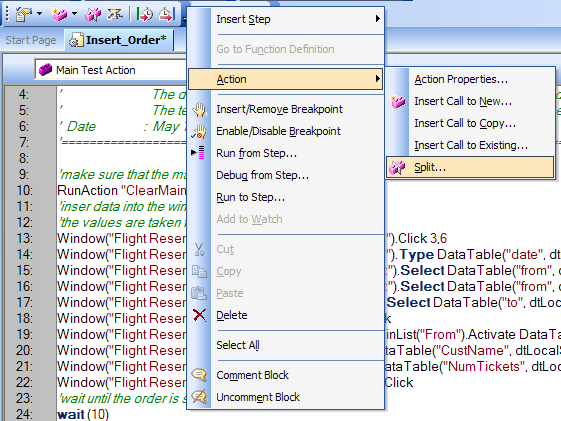 Start Page
Insert_Order*
Main Test Action
Insert Step
Go to Function Definition
Action
Insert/Remove Breakpoint
Enable/Disable Breakpoint
Run from Step...
Debug from Step...
Run to Step...
Add to Watch
Cut
Copy
Paste
Delete
Select All
Comment Block
Uncomment Block
Action Properties...
Insert Call to New...
Insert Call to Copy...
Insert Call to Existing...
Split...
4: ' The d
5: ' The te
6: ' Date : May
7: '====================
8:
9: 'make sure that the ma
10: RunAction "ClearMain
11: 'inser data into the win
12: 'the values are taken
13: Window("Flight Reser ").Click 3,6
14: Window("Flight Reser ").Type DataTable("date", dt
15: Window("Flight Reser ").Select DataTable("from", d
16: Window("Flight Reser ").Select DataTable("from", d
17: Window("Flight Reser Select DataTable("to", dtLoc
18: Window("Flight Reser k
19: Window("Flight Reser inList("From").Activate DataTa
20: Window("Flight Reser taTable("CustName", dtLocalS
21: Window("Flight Reser DataTable("NumTickets", dtLo
22: Window("Flight Reser Click
23: 'wait until the order is s
24: wait (10)